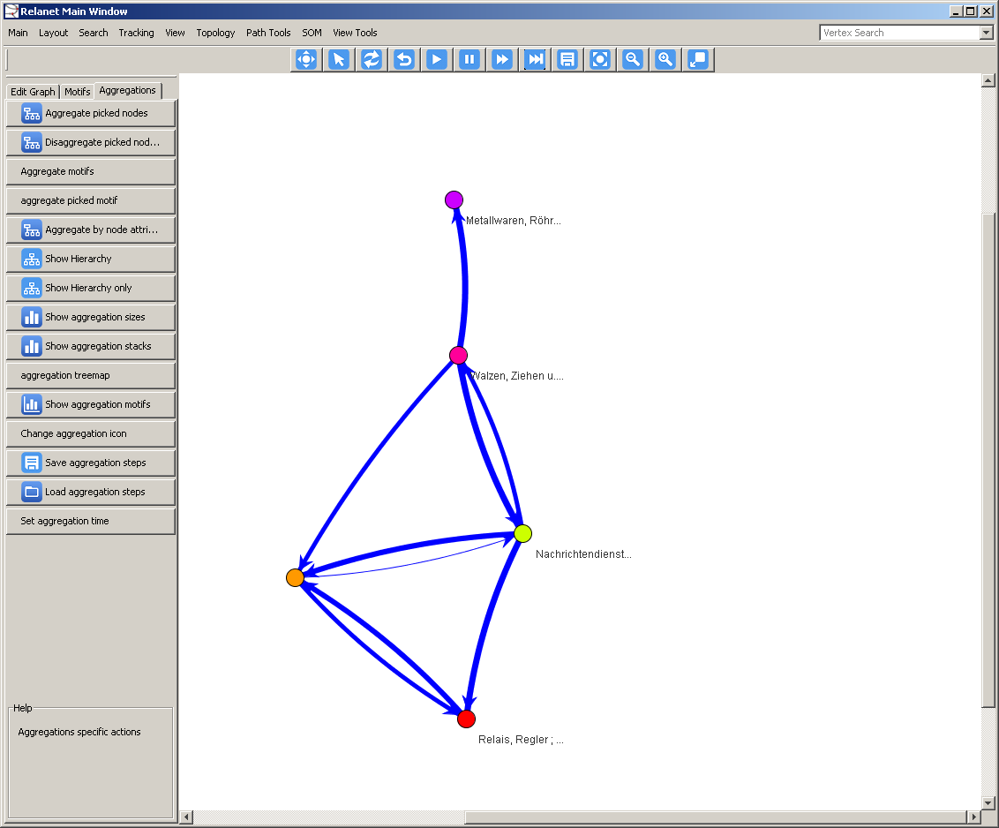 Relanet Main Window
Main Layout Search Tracking View Topology Path Tools SOM View Tools
Vertex Search
Edit Graph Motifs Aggregations
Aggregate picked nodes
Disaggregate picked nod...
Aggregate motifs
aggregate picked motif
Aggregate by node attri...
Show Hierarchy
Show Hierarchy only
Show aggregation sizes
Show aggregation stacks
aggregation treemap
Show aggregation motifs
Change aggregation icon
Save aggregation steps
Load aggregation steps
Set aggregation time
Help
Aggregations specific actions
Metallwaren, Röhr...
Walzen, Ziehen u....
Nachrichtendienst...
Relais, Regler ; ...